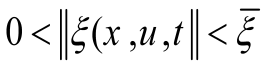 0 < ‖ξ(x ,u ,t‖ < ξ̅